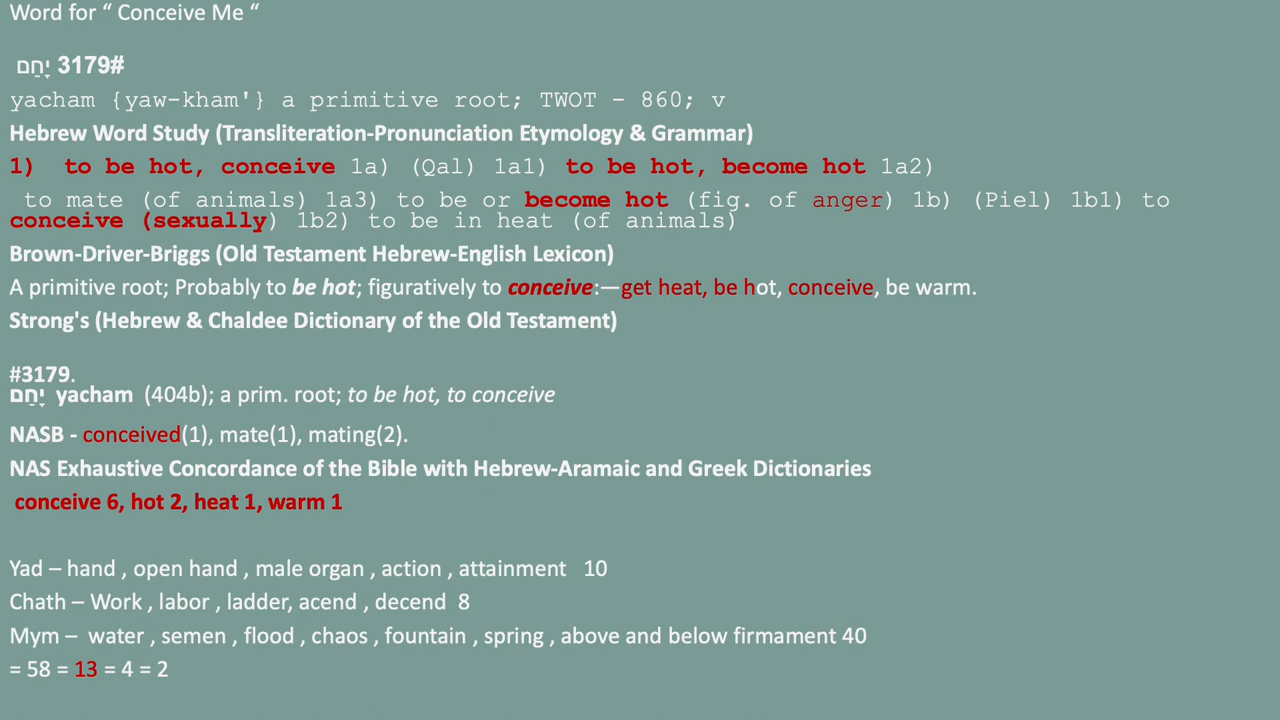 Word for “ Conceive Me “
יָחַם 3179#
yacham {yaw-kham'} a primitive root; TWOT - 860; v
Hebrew Word Study (Transliteration-Pronunciation Etymology & Grammar)
1) to be hot, conceive 1a) (Qal) 1a1) to be hot, become hot 1a2)
to mate (of animals) 1a3) to be or become hot (fig. of anger) 1b) (Piel) 1b1) to
conceive (sexually) 1b2) to be in heat (of animals)
Brown-Driver-Briggs (Old Testament Hebrew-English Lexicon)
A primitive root; Probably to be hot; figuratively to conceive:—get heat, be hot, conceive, be warm.
Strong's (Hebrew & Chaldee Dictionary of the Old Testament)
#3179.
יָחַם yacham (404b); a prim. root; to be hot, to conceive
NASB - conceived(1), mate(1), mating(2).
NAS Exhaustive Concordance of the Bible with Hebrew-Aramaic and Greek Dictionaries
conceive 6, hot 2, heat 1, warm 1
Yad – hand , open hand , male organ , action , attainment 10
Chath – Work , labor , ladder, acend , decend 8
Mym – water , semen , flood , chaos , fountain , spring , above and below firmament 40
= 58 = 13 = 4 = 2